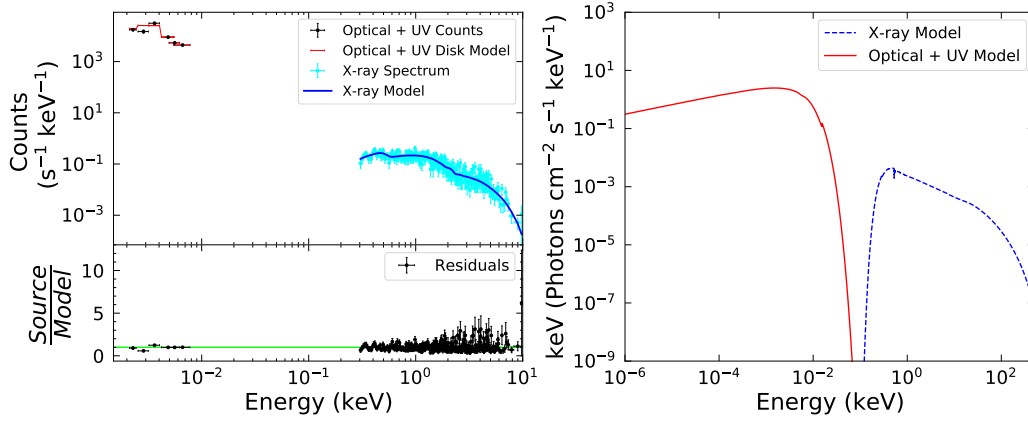 Counts
(s⁻¹ keV⁻¹)
10⁴
10²
10⁻¹
10⁻³
Optical + UV Counts
Optical + UV Disk Model
X-ray Spectrum
X-ray Model
Source
Model
10
5
0
Residuals
10⁻² 10⁻¹ 10⁰ 10¹
Energy (keV)
keV (Photons cm⁻² s⁻¹ keV⁻¹)
10³
10¹
10⁻¹
10⁻³
10⁻⁵
10⁻⁷
10⁻⁹
X-ray Model
Optical + UV Model
10⁻⁶ 10⁻⁴ 10⁻² 10⁰ 10²
Energy (keV)